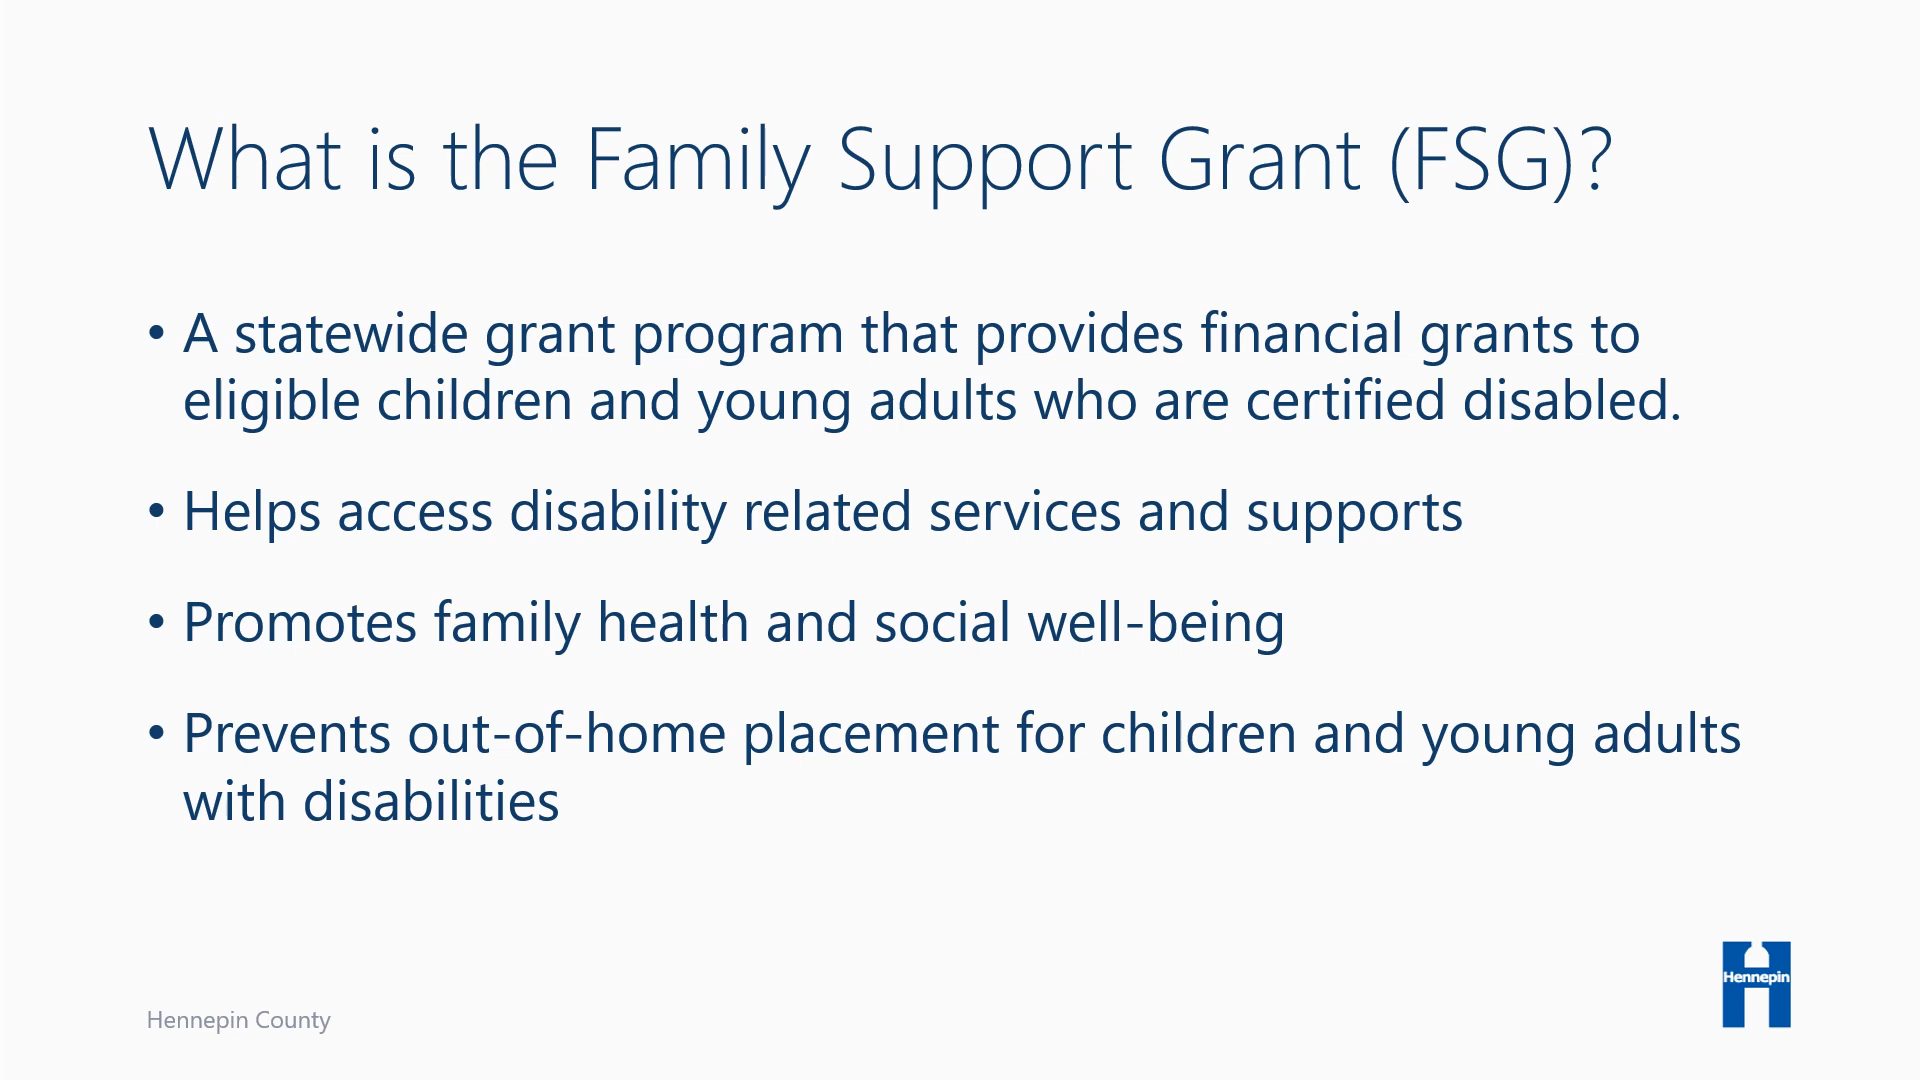 What is the Family Support Grant (FSG)?
• A statewide grant program that provides financial grants to
eligible children and young adults who are certified disabled.
• Helps access disability related services and supports
• Promotes family health and social well-being
• Prevents out-of-home placement for children and young adults
with disabilities
Hennepin
Hennepin County